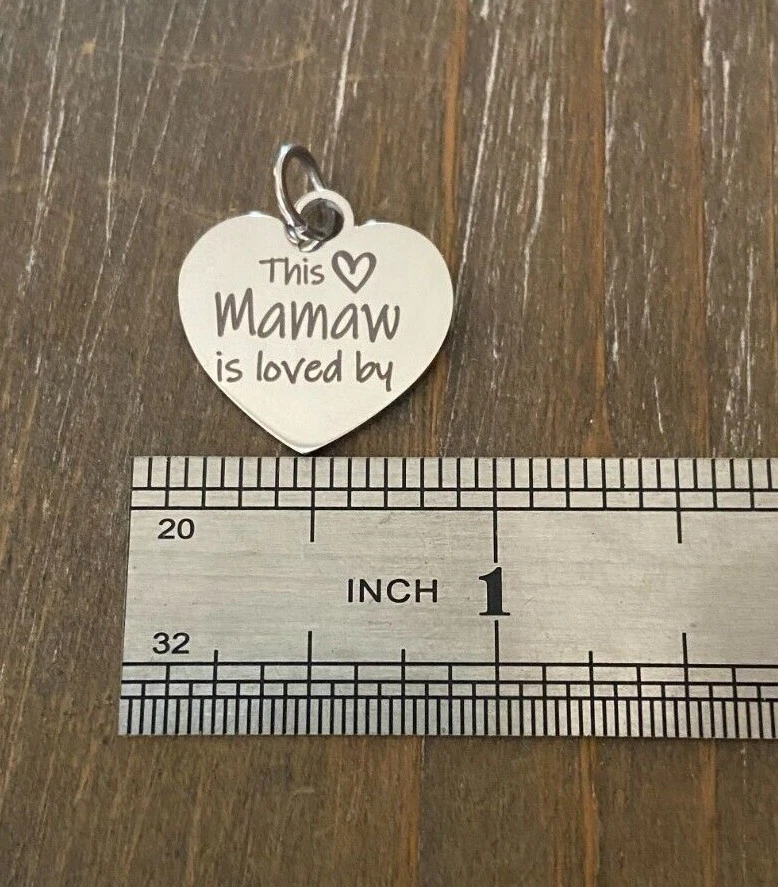 This ♡
Mamaw
is loved by
20
INCH 1
32